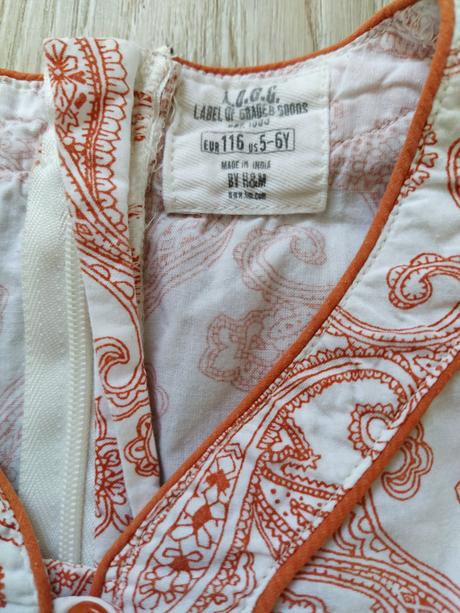 L.O.G.G.
LABEL OF GRADED GOODS
EUR 116 US 5-6Y
MADE IN INDIA
BY H&M
www.hm.com